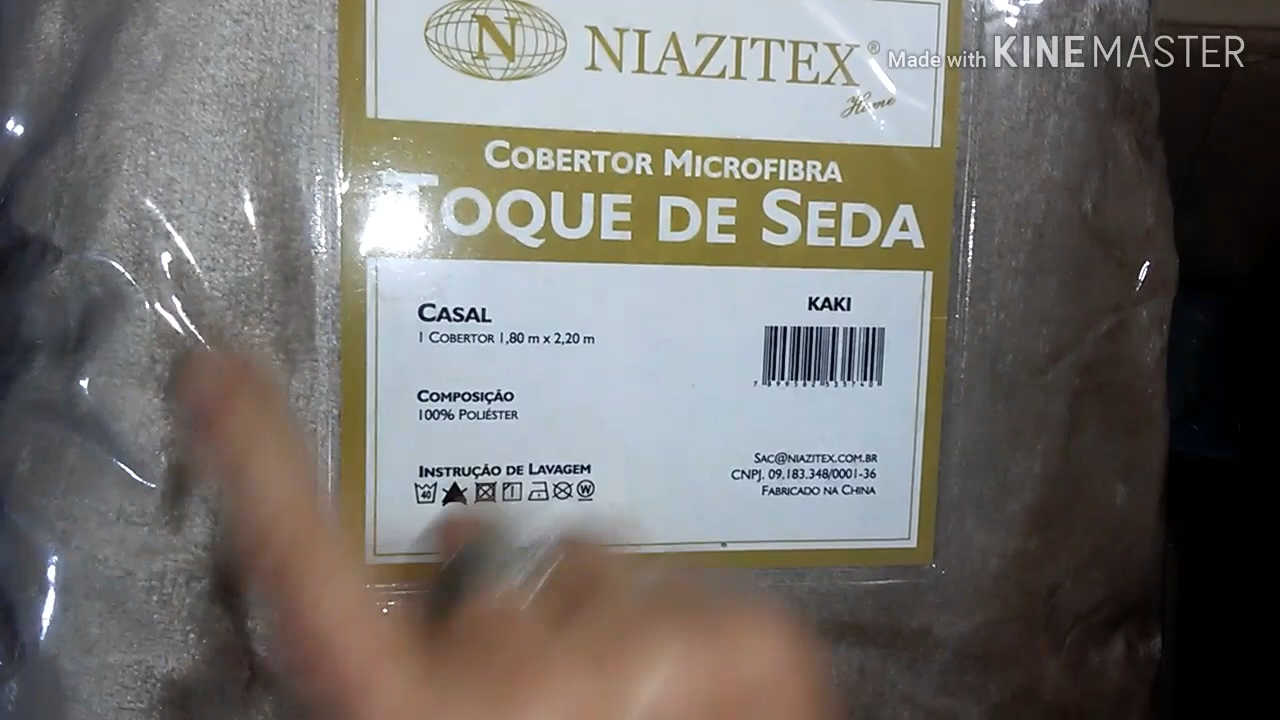 N NIAZITEX®
Home
Made with KINEMASTER
COBERTOR MICROFIBRA
TOQUE DE SEDA
CASAL
1 COBERTOR 1,80 m x 2,20 m
KAKI
COMPOSIÇÃO
100% POLIÉSTER
INSTRUÇÃO DE LAVAGEM
40
W
SAC@NIAZITEX.COM.BR
CNPJ. 09.183.348/0001-36
FABRICADO NA CHINA